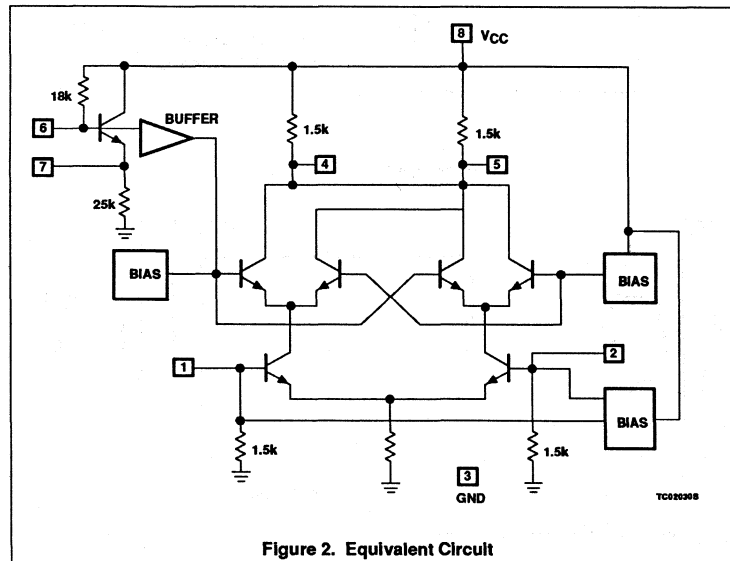 8 VCC
18k
BUFFER
1.5k
1.5k
6
4
5
7
25k
BIAS
BIAS
1
2
BIAS
1.5k
1.5k
3
GND
TC02030S
Figure 2. Equivalent Circuit